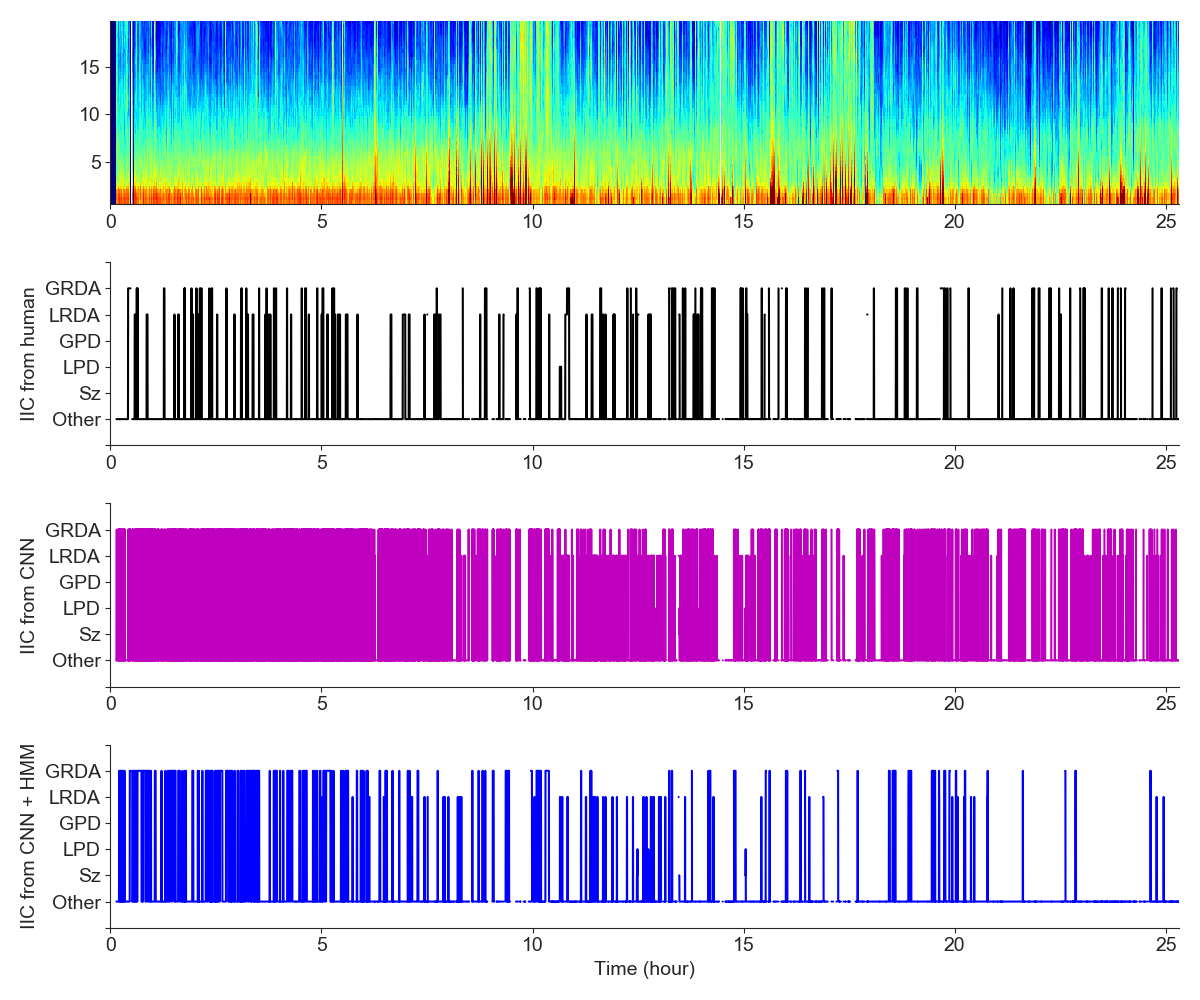 15
10
5
0 5 10 15 20 25
IIC from human
GRDA
LRDA
GPD
LPD
Sz
Other
0 5 10 15 20 25
IIC from CNN
GRDA
LRDA
GPD
LPD
Sz
Other
0 5 10 15 20 25
IIC from CNN + HMM
GRDA
LRDA
GPD
LPD
Sz
Other
0 5 10 15 20 25
Time (hour)